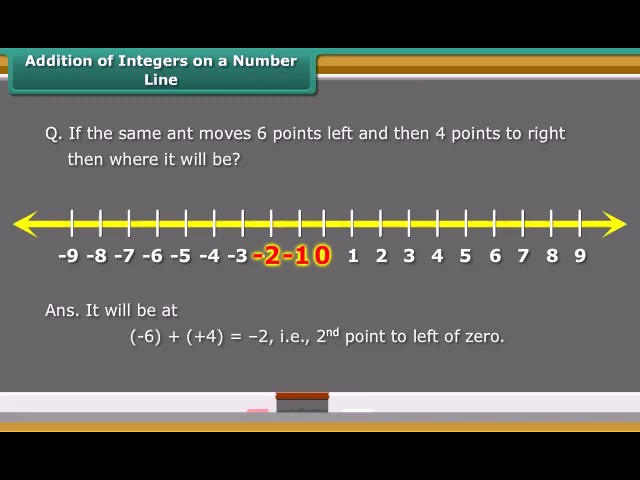 Addition of Integers on a Number
Line
Q. If the same ant moves 6 points left and then 4 points to right
then where it will be?
-9 -8 -7 -6 -5 -4 -3 -2 -1 0 1 2 3 4 5 6 7 8 9
Ans. It will be at
(-6) + (+4) = –2, i.e., 2nd point to left of zero.